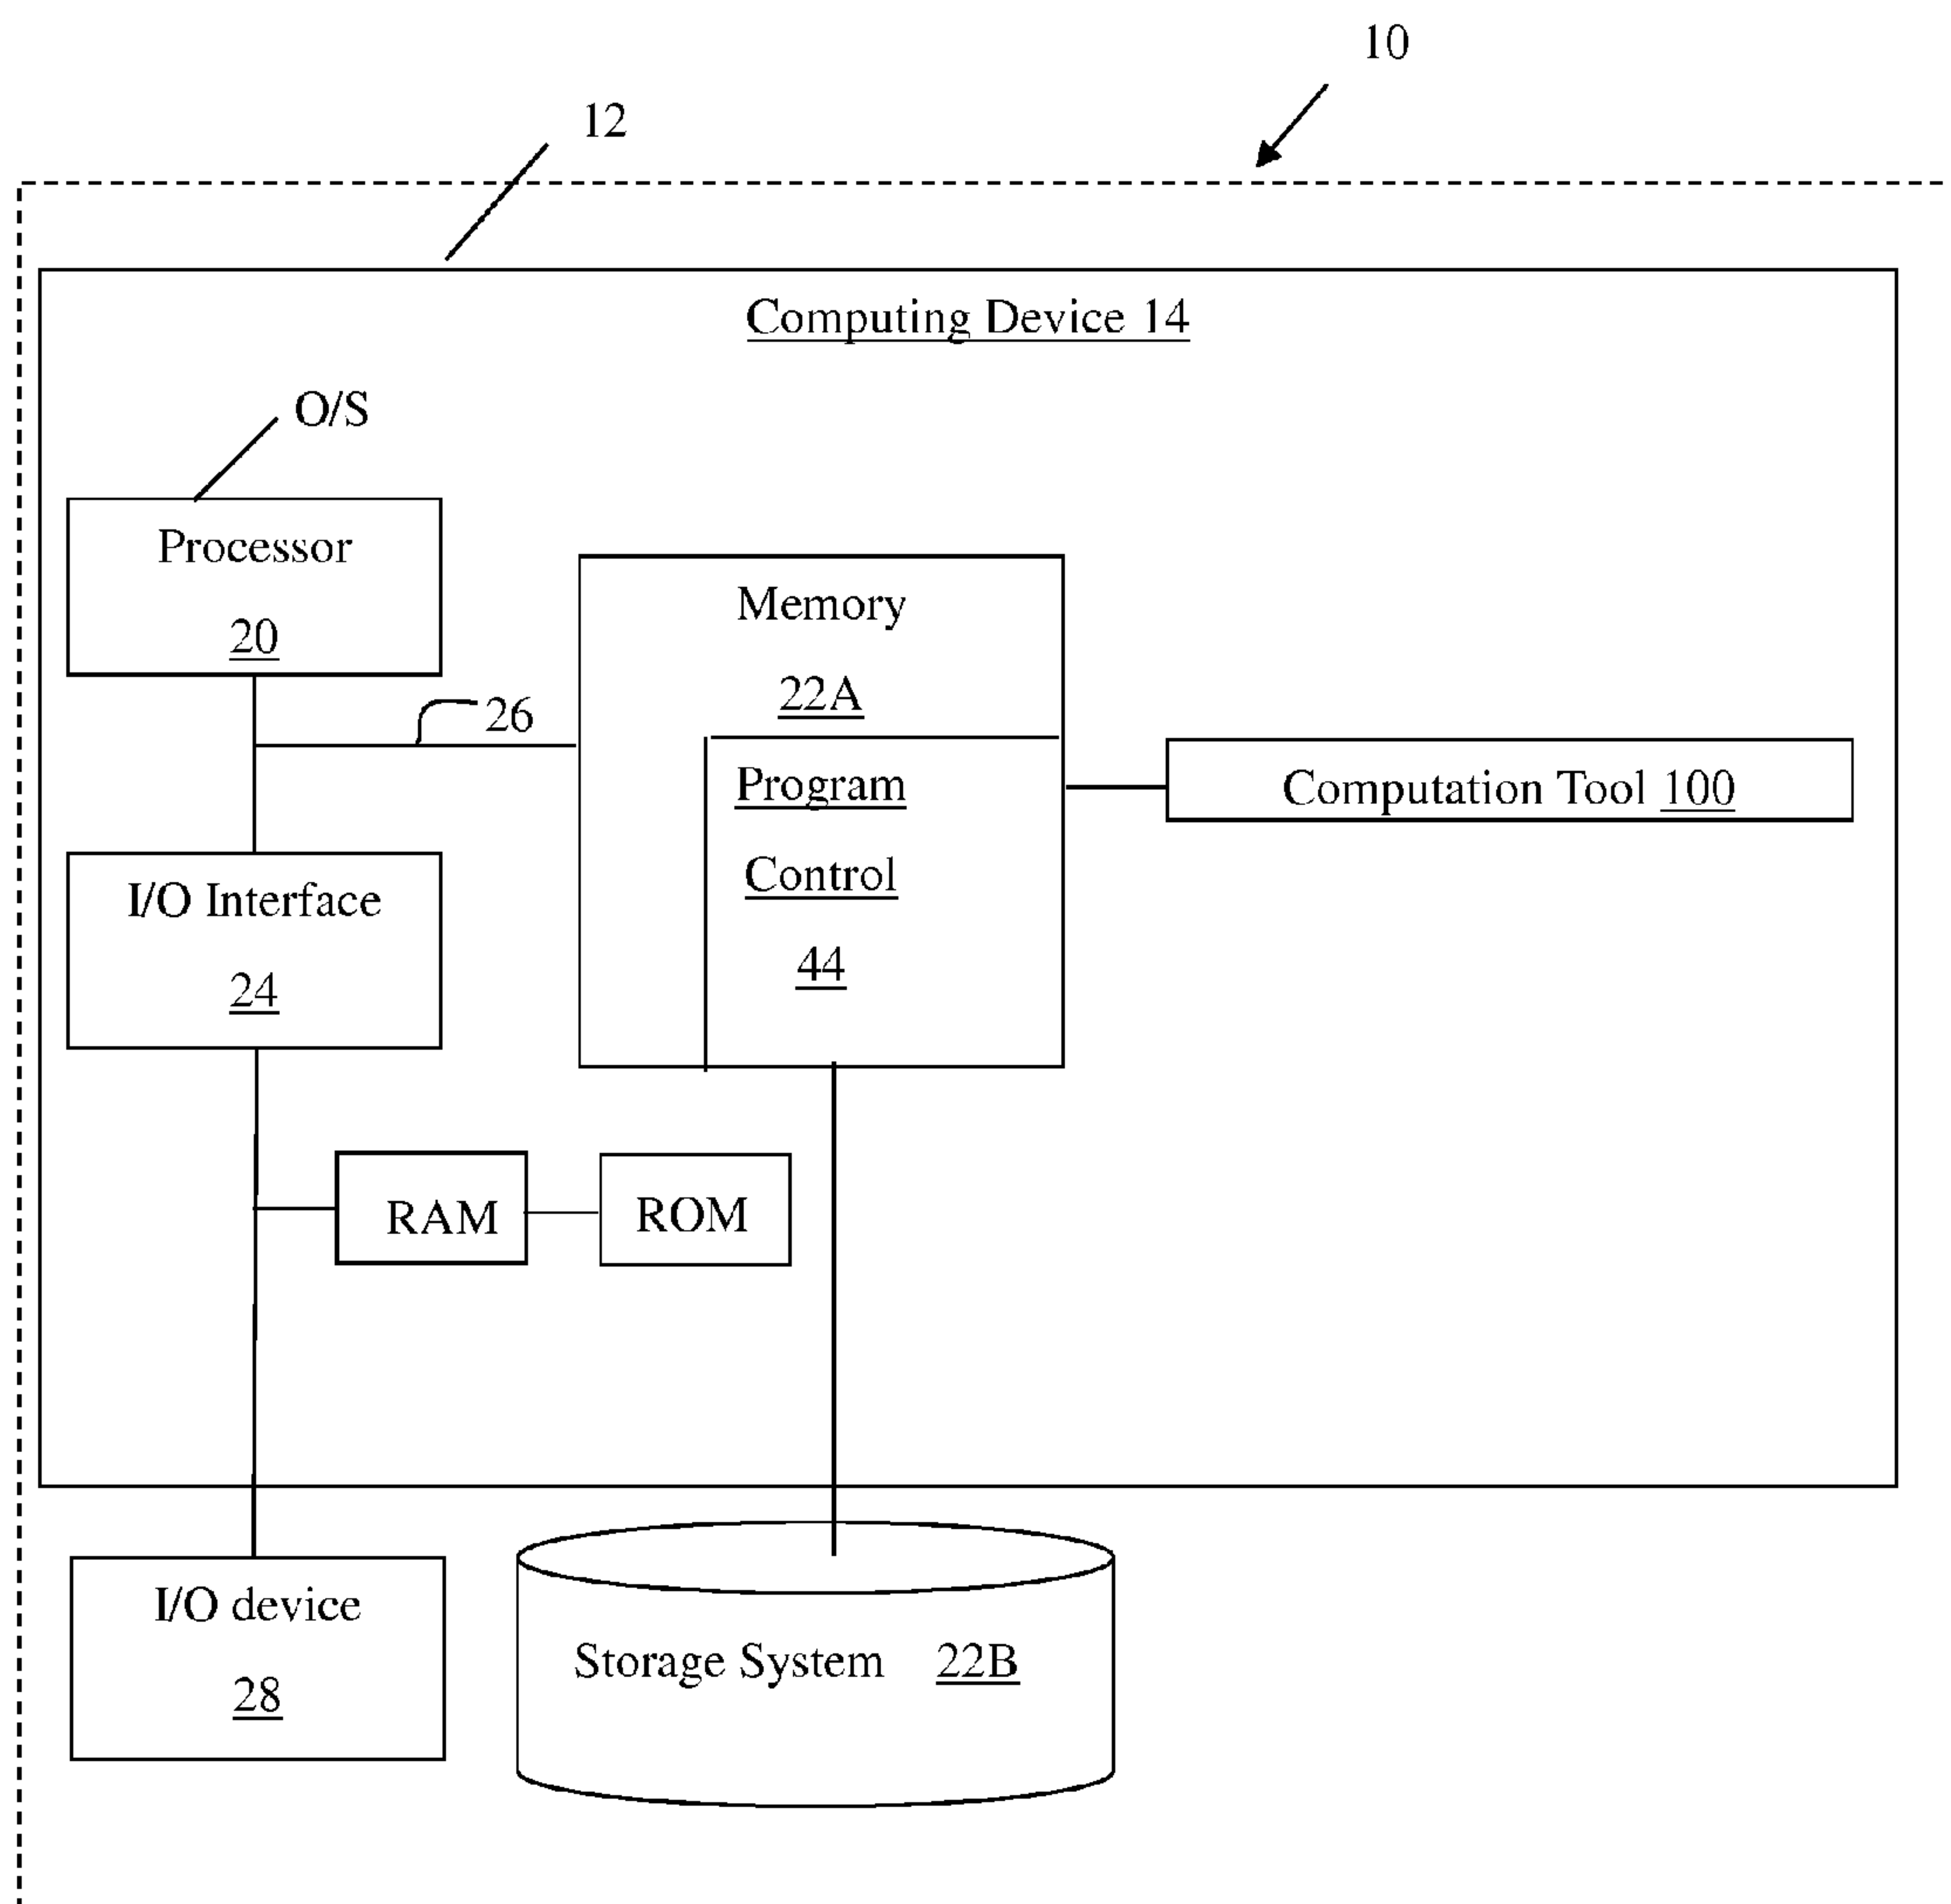 10
12
Computing Device 14
O/S
Processor
20
Memory
22A
26
Program
Control
44
Computation Tool 100
I/O Interface
24
RAM
ROM
I/O device
28
Storage System 22B